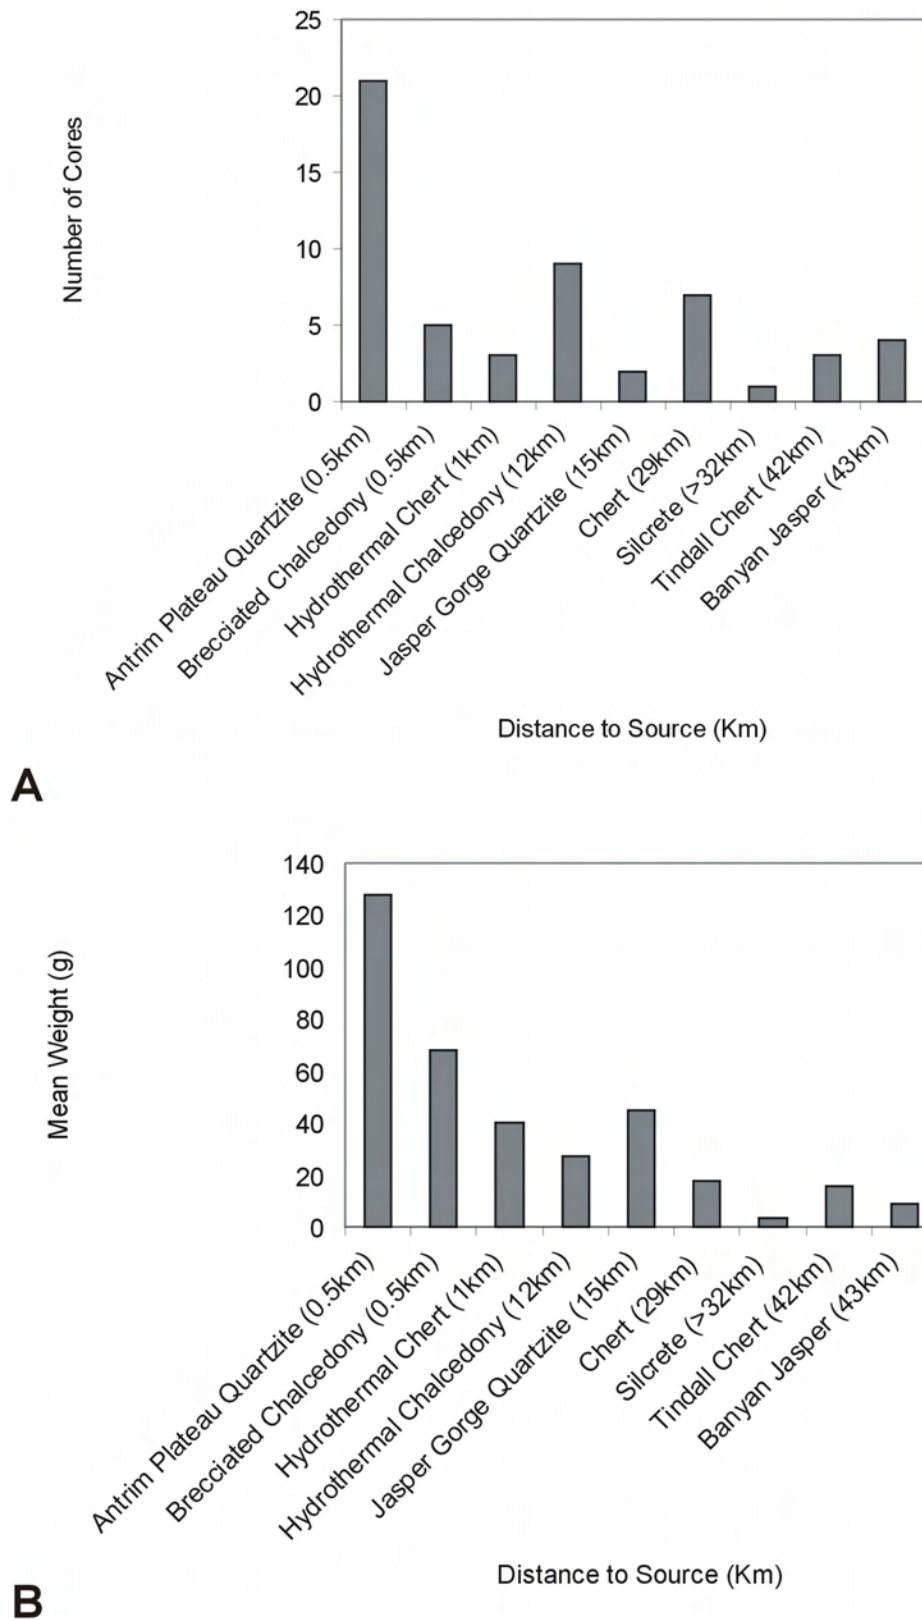 Number of Cores
25
20
15
10
5
0
Antrim Plateau Quartzite (0.5km)
Brecciated Chalcedony (0.5km)
Hydrothermal Chert (1km)
Hydrothermal Chalcedony (12km)
Jasper Gorge Quartzite (15km)
Chert (29km)
Silcrete (>32km)
Tindall Chert (42km)
Banyan Jasper (43km)
Distance to Source (Km)
A
Mean Weight (g)
140
120
100
80
60
40
20
0
Antrim Plateau Quartzite (0.5km)
Brecciated Chalcedony (0.5km)
Hydrothermal Chert (1km)
Hydrothermal Chalcedony (12km)
Jasper Gorge Quartzite (15km)
Chert (29km)
Silcrete (>32km)
Tindall Chert (42km)
Banyan Jasper (43km)
Distance to Source (Km)
B